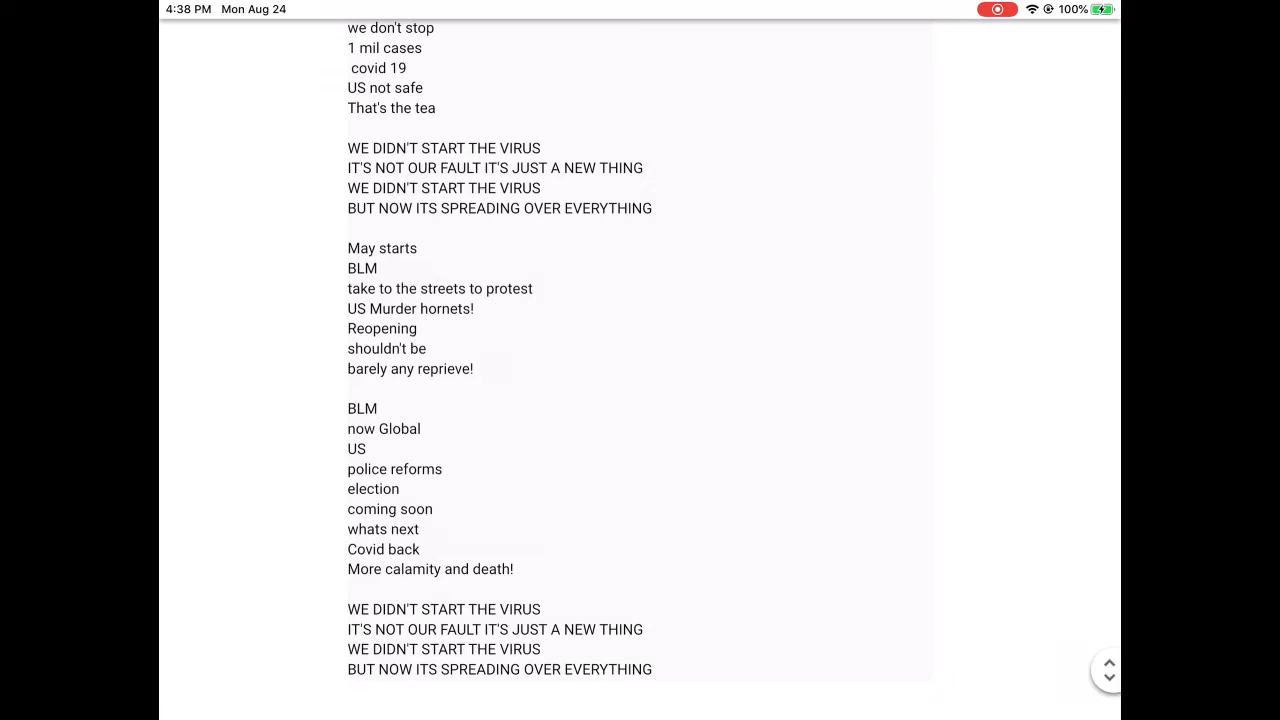 4:38 PM Mon Aug 24 100%
we don't stop
1 mil cases
covid 19
US not safe
That's the tea
WE DIDN'T START THE VIRUS
IT'S NOT OUR FAULT IT'S JUST A NEW THING
WE DIDN'T START THE VIRUS
BUT NOW ITS SPREADING OVER EVERYTHING
May starts
BLM
take to the streets to protest
US Murder hornets!
Reopening
shouldn't be
barely any reprieve!
BLM
now Global
US
police reforms
election
coming soon
whats next
Covid back
More calamity and death!
WE DIDN'T START THE VIRUS
IT'S NOT OUR FAULT IT'S JUST A NEW THING
WE DIDN'T START THE VIRUS
BUT NOW ITS SPREADING OVER EVERYTHING